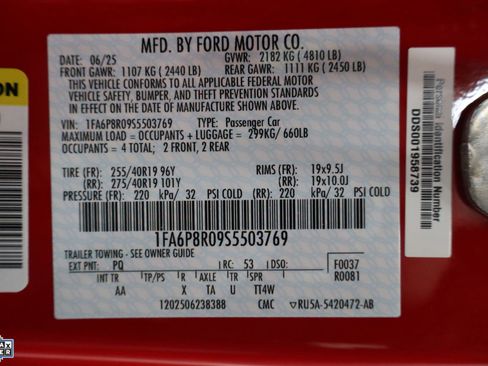 MFD. BY FORD MOTOR CO.
DATE: 06/25 GVWR: 2182 KG ( 4810 LB)
FRONT GAWR: 1107 KG ( 2440 LB) REAR GAWR: 1111 KG ( 2450 LB)
THIS VEHICLE CONFORMS TO ALL APPLICABLE FEDERAL MOTOR
VEHICLE SAFETY, BUMPER, AND THEFT PREVENTION STANDARDS
IN EFFECT ON THE DATE OF MANUFACTURE SHOWN ABOVE.
VIN: 1FA6P8R09S5503769 TYPE: Passenger Car
MAXIMUM LOAD = OCCUPANTS + LUGGAGE = 299KG/ 660LB
OCCUPANTS = 4 TOTAL; 2 FRONT, 2 REAR
TIRE (FR): 255/40R19 96Y RIMS (FR): 19x9.5J
(RR): 275/40R19 101Y (RR): 19x10.0J
PRESSURE (FR): 220 kPa/ 32 PSI COLD (RR): 220 kPa/ 32 PSI COLD
1FA6P8R09S5503769
TRAILER TOWING - SEE OWNER GUIDE
EXT PNT: PQ RC: 53 DSO: F0037
R0081
INT TR TP/PS R AXLE TR SPR
AA X TA U TT4W
1202506238388 CMC ▽RU5A-5420472-AB
Personal Identification Number
DDS001958739